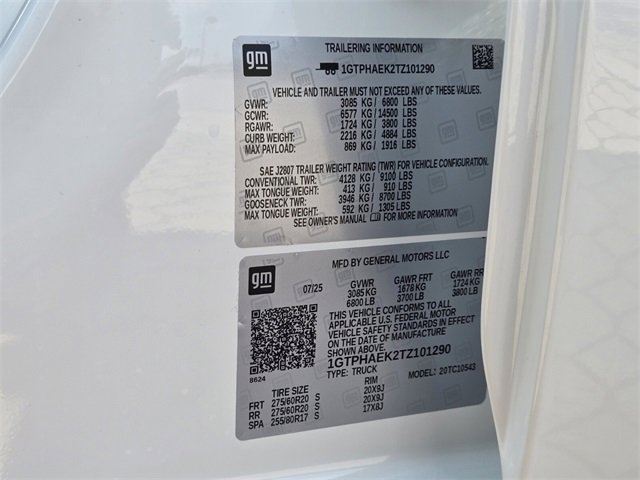 gm
TRAILERING INFORMATION
1GTPHAEK2TZ101290
VEHICLE AND TRAILER MUST NOT EXCEED ANY OF THESE VALUES.
GVWR: 3085 KG / 6800 LBS
GCWR: 6577 KG / 14500 LBS
RGAWR: 1724 KG / 3800 LBS
CURB WEIGHT: 2216 KG / 4884 LBS
MAX PAYLOAD: 869 KG / 1916 LBS
SAE J2807 TRAILER WEIGHT RATING (TWR) FOR VEHICLE CONFIGURATION.
CONVENTIONAL TWR: 4128 KG / 9100 LBS
MAX TONGUE WEIGHT: 413 KG / 910 LBS
GOOSENECK TWR: 3946 KG / 8700 LBS
MAX TONGUE WEIGHT: 592 KG / 1305 LBS
SEE OWNER'S MANUAL FOR MORE INFORMATION
gm
MFD BY GENERAL MOTORS LLC
07/25 GVWR GAWR FRT GAWR RR
3085 KG 1678 KG 1724 KG
6800 LB 3700 LB 3800 LB
THIS VEHICLE CONFORMS TO ALL
APPLICABLE U.S. FEDERAL MOTOR
VEHICLE SAFETY STANDARDS IN EFFECT
ON THE DATE OF MANUFACTURE
SHOWN ABOVE.
1GTPHAEK2TZ101290
8624 TYPE: TRUCK MODEL: 20TC10543
TIRE SIZE RIM
FRT 275/60R20 S 20X9J
RR 275/60R20 S 20X9J
SPA 255/80R17 S 17X8J